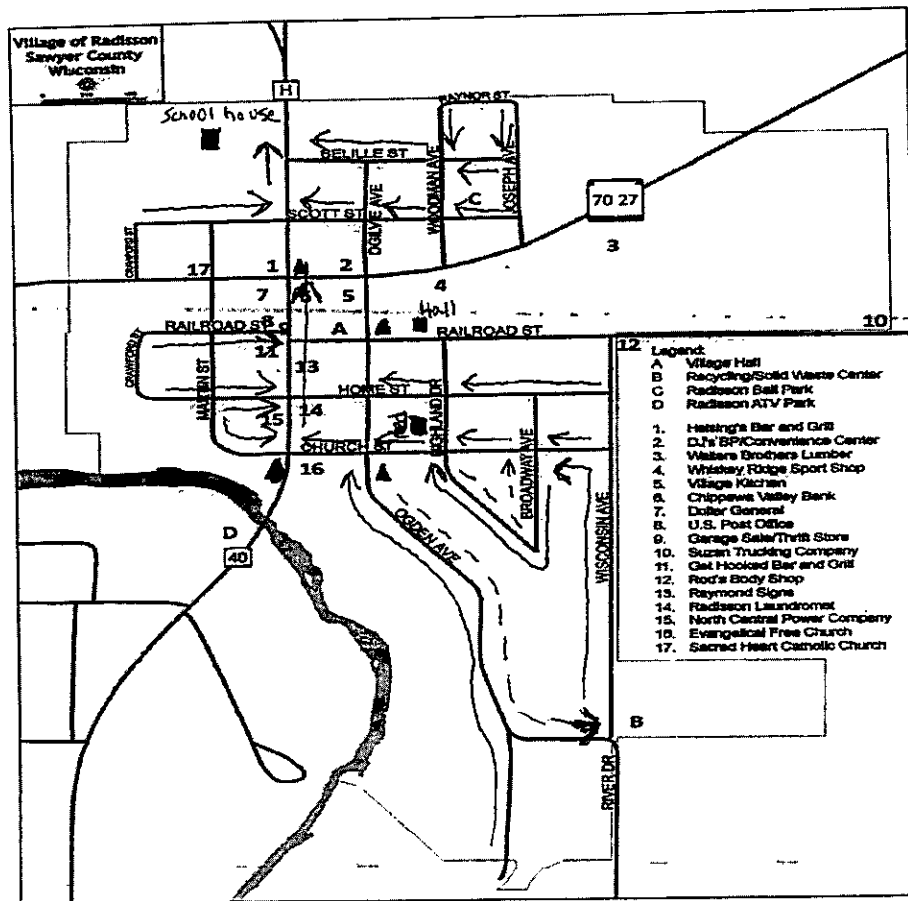 Village of Radisson
Sawyer County
Wisconsin
H
School house
RAYNOR ST
BELILLE ST
WOODMAN AVE
JOSEPH AVE
OGILVIE AVE
C
70 27
SCOTT ST
CRAWFORD ST
3
17
1
2
4
7
6
5
Hall
8
10
RAILROAD ST
9
A
RAILROAD ST
12
11
CRAWFORD ST
13
MARTIN ST
HOME ST
HIGHLAND DR
15
14
CHURCH ST
16
BROADWAY AVE
WISCONSIN AVE
OGDEN AVE
D
40
B
RIVER DR
Legend:
A Village Hall
B Recycling/Solid Waste Center
C Radisson Ball Park
D Radisson ATV Park
1. Helsing's Bar and Grill
2. DJ's BP/Convenience Center
3. Walters Brothers Lumber
4. Whiskey Ridge Sport Shop
5. Village Kitchen
6. Chippewa Valley Bank
7. Dollar General
8. U.S. Post Office
9. Garage Sale/Thrift Store
10. Suzan Trucking Company
11. Get Hooked Bar and Grill
12. Rod's Body Shop
13. Raymond Signs
14. Radisson Laundromat
15. North Central Power Company
16. Evangelical Free Church
17. Sacred Heart Catholic Church